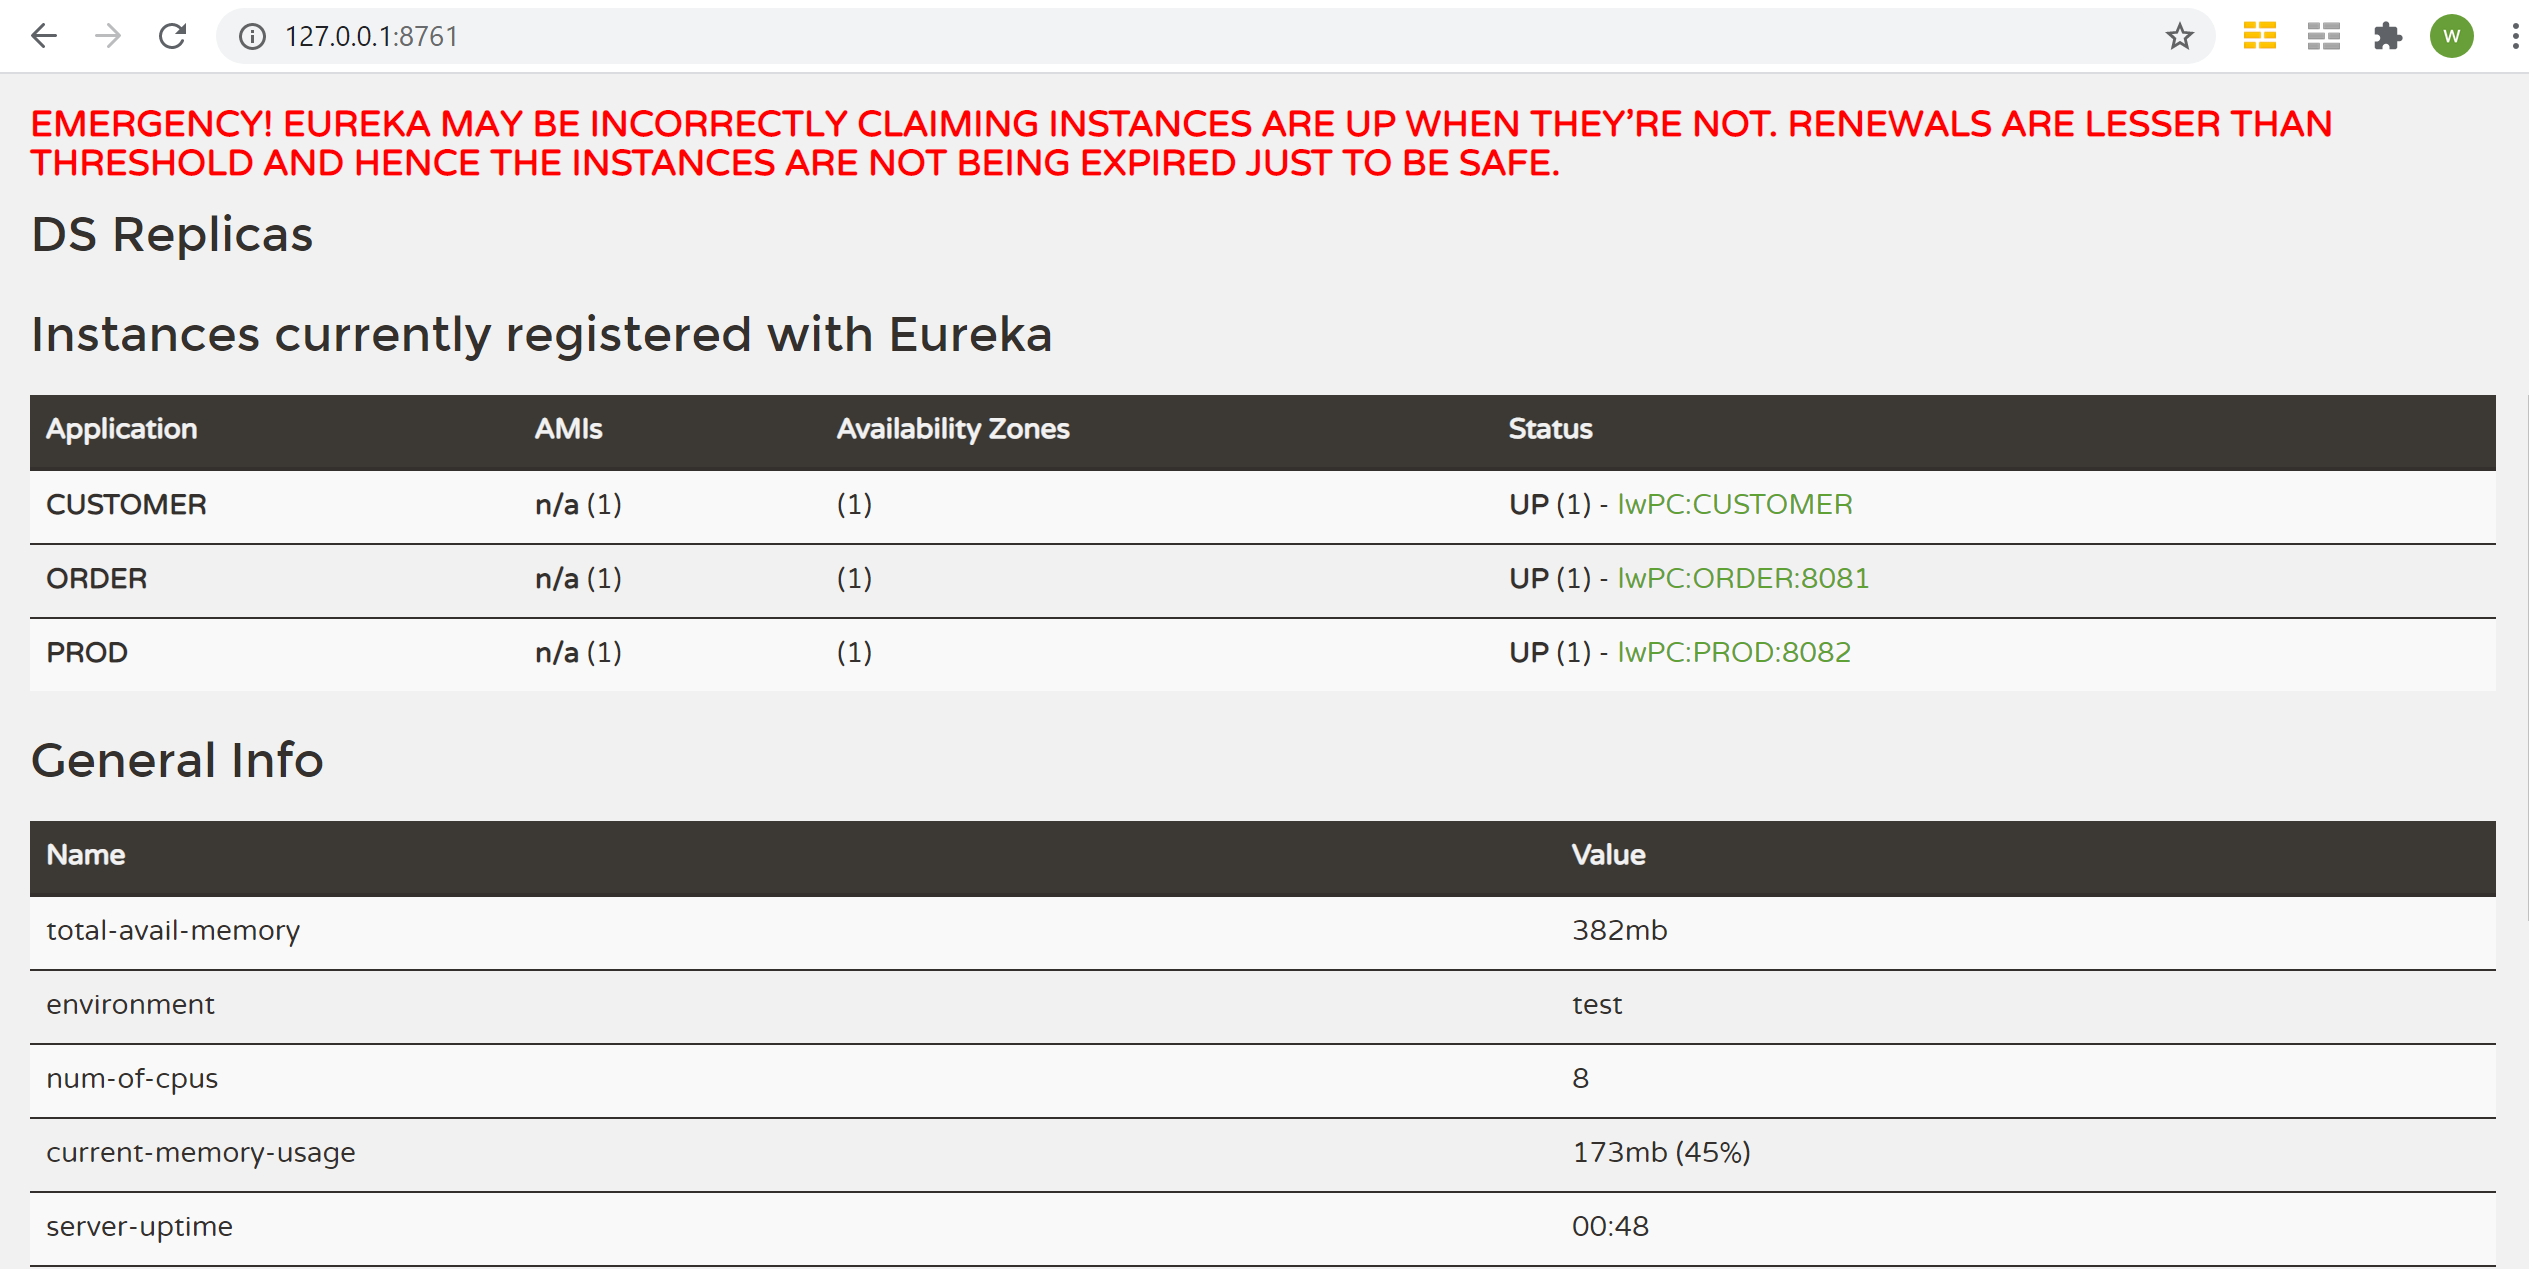 127.0.0.1:8761
W
EMERGENCY! EUREKA MAY BE INCORRECTLY CLAIMING INSTANCES ARE UP WHEN THEY’RE NOT. RENEWALS ARE LESSER THAN
THRESHOLD AND HENCE THE INSTANCES ARE NOT BEING EXPIRED JUST TO BE SAFE.
DS Replicas
Instances currently registered with Eureka
Application AMIs Availability Zones Status
CUSTOMER n/a (1) (1) UP (1) - lwPC:CUSTOMER
ORDER n/a (1) (1) UP (1) - lwPC:ORDER:8081
PROD n/a (1) (1) UP (1) - lwPC:PROD:8082
General Info
Name Value
total-avail-memory 382mb
environment test
num-of-cpus 8
current-memory-usage 173mb (45%)
server-uptime 00:48